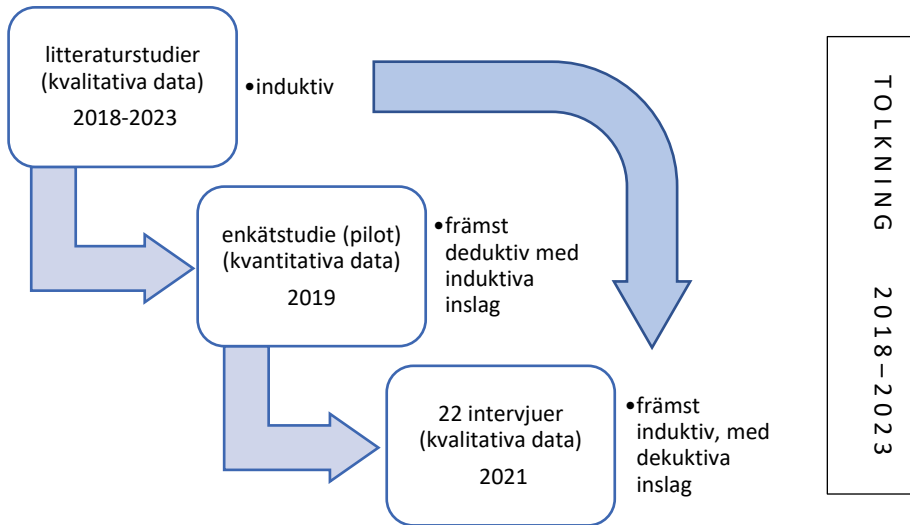 litteraturstudier
(kvalitativa data)
2018-2023
•induktiv
enkätstudie (pilot)
(kvantitativa data)
2019
•främst
deduktiv med
induktiva
inslag
22 intervjuer
(kvalitativa data)
2021
•främst
induktiv, med
dekuktiva
inslag
TOLKNING 2018–2023